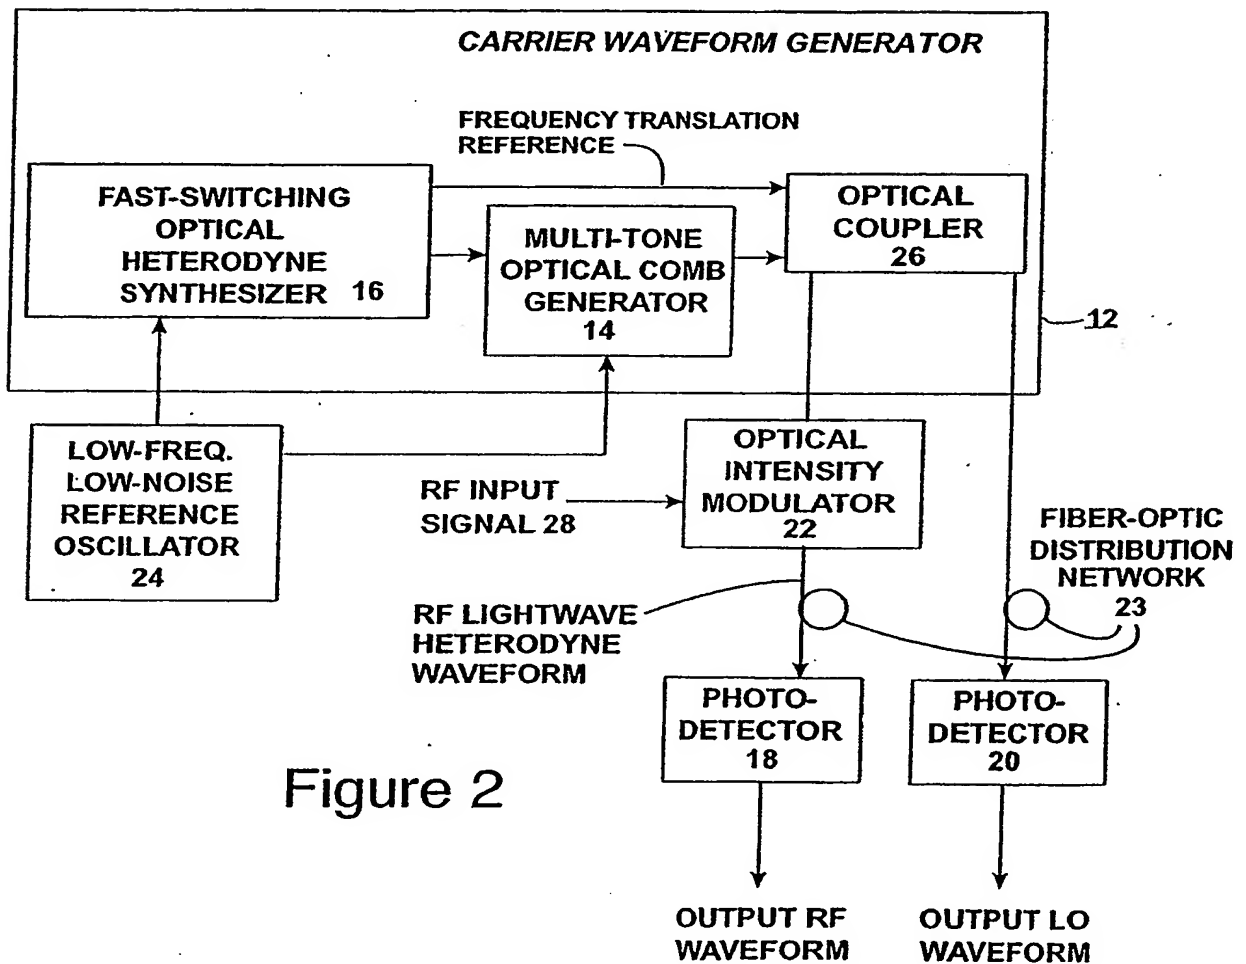 CARRIER WAVEFORM GENERATOR
FREQUENCY TRANSLATION
REFERENCE
FAST-SWITCHING
OPTICAL
HETERODYNE
SYNTHESIZER 16
MULTI-TONE
OPTICAL COMB
GENERATOR
14
OPTICAL
COUPLER
26
12
LOW-FREQ.
LOW-NOISE
REFERENCE
OSCILLATOR
24
RF INPUT
SIGNAL 28
OPTICAL
INTENSITY
MODULATOR
22
FIBER-OPTIC
DISTRIBUTION
NETWORK
23
RF LIGHTWAVE
HETERODYNE
WAVEFORM
PHOTO-
DETECTOR
18
PHOTO-
DETECTOR
20
Figure 2
OUTPUT RF
WAVEFORM
OUTPUT LO
WAVEFORM